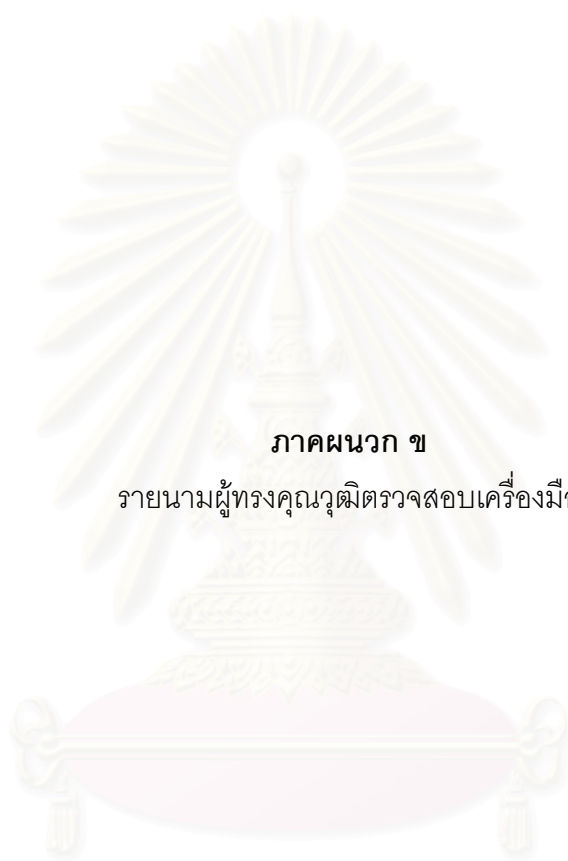 ภาคผนวก ข
รายนามผู้ทรงคุณวุฒิตรวจสอบเครื่องมือ